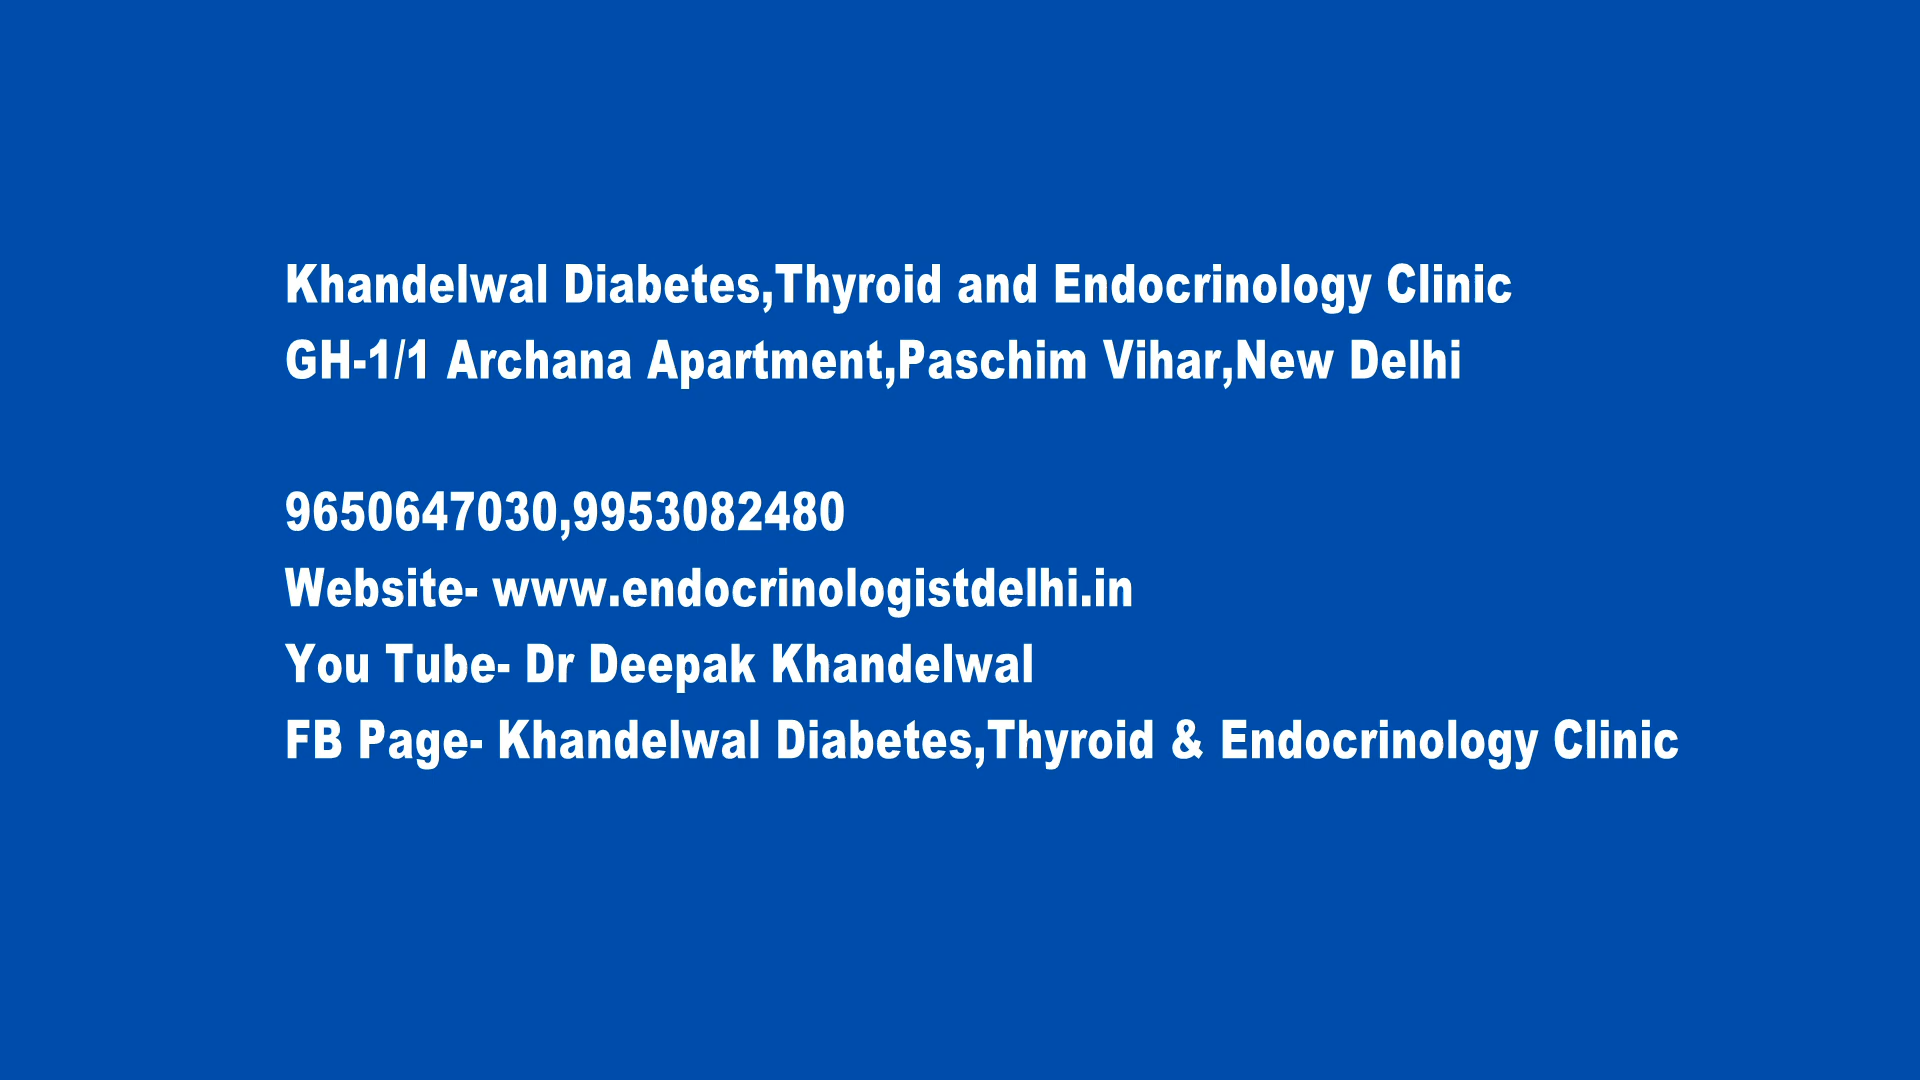 Khandelwal Diabetes,Thyroid and Endocrinology Clinic
GH-1/1 Archana Apartment,Paschim Vihar,New Delhi
9650647030,9953082480
Website- www.endocrinologistdelhi.in
You Tube- Dr Deepak Khandelwal
FB Page- Khandelwal Diabetes,Thyroid & Endocrinology Clinic